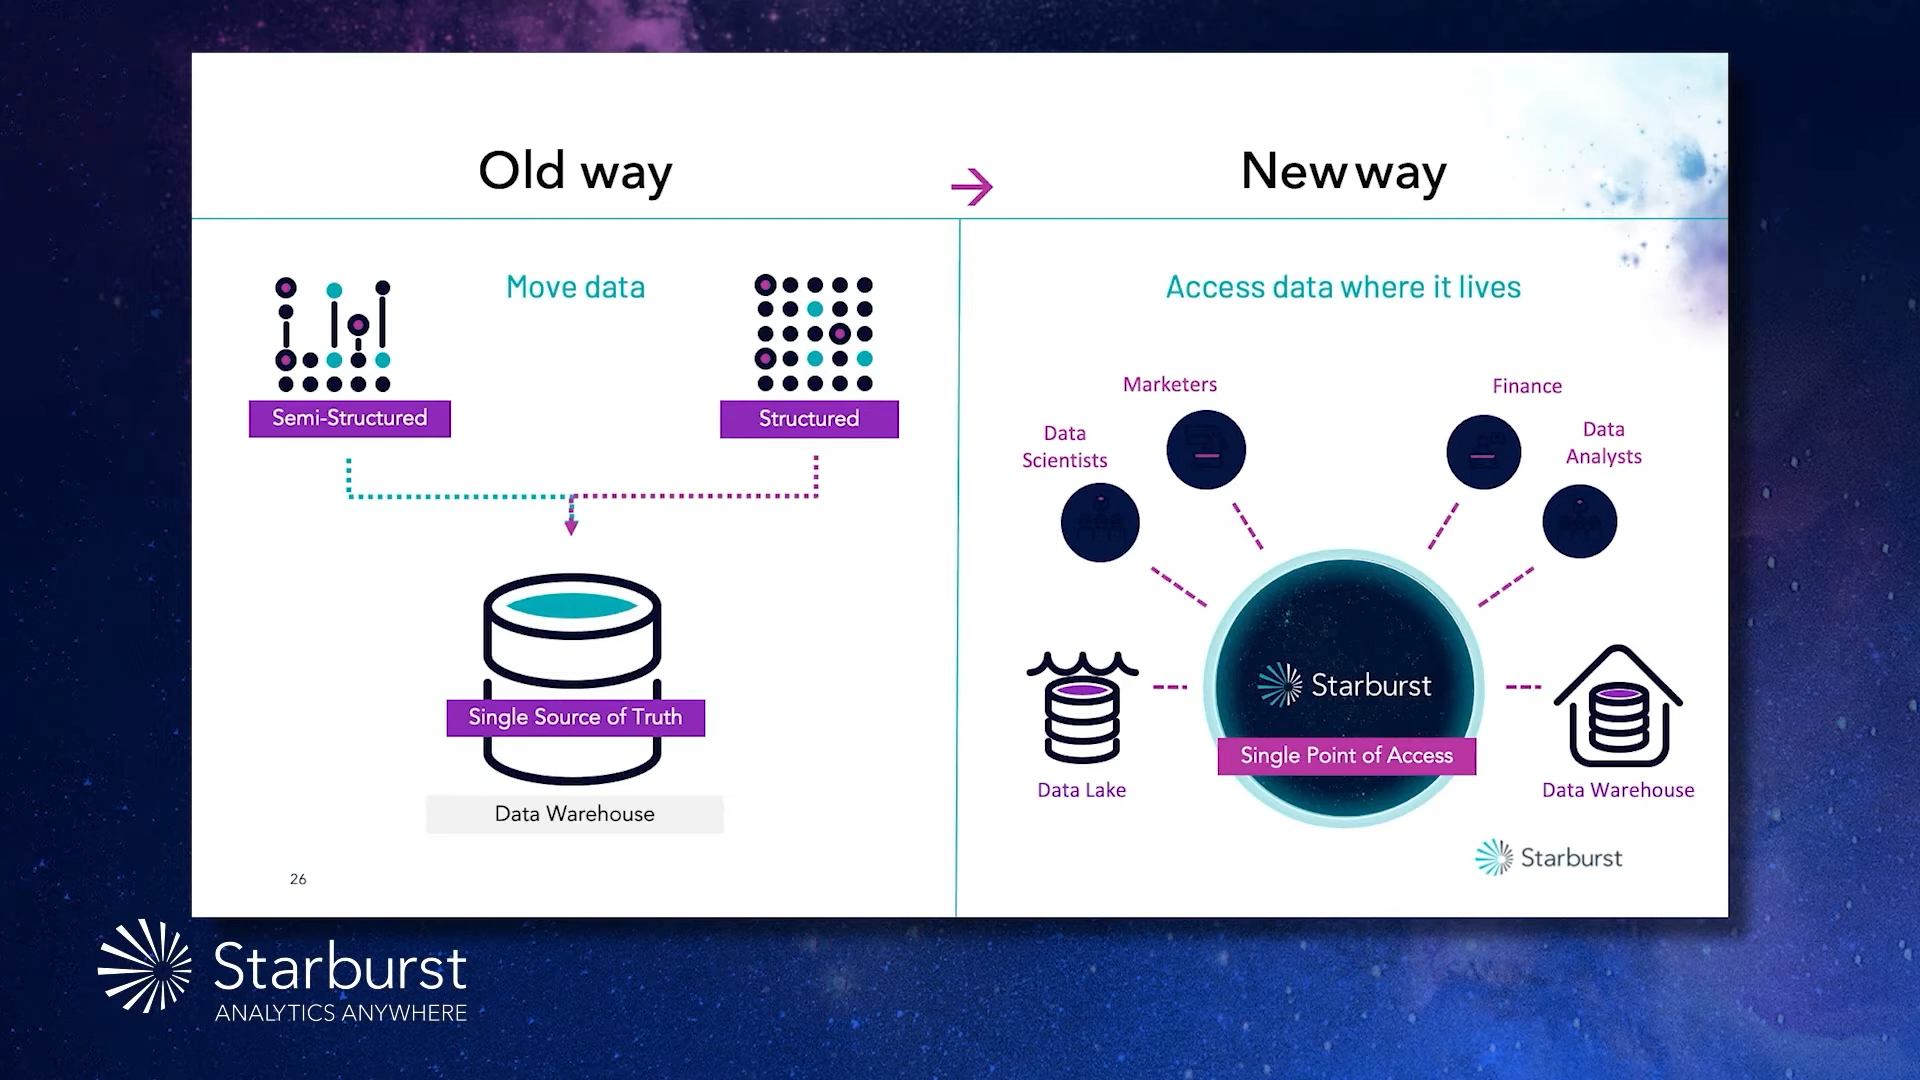 Old way
New way
Move data
Semi-Structured
Structured
Single Source of Truth
Data Warehouse
26
Access data where it lives
Marketers
Finance
Data
Scientists
Data
Analysts
Starburst
Single Point of Access
Data Lake
Data Warehouse
Starburst
Starburst
ANALYTICS ANYWHERE